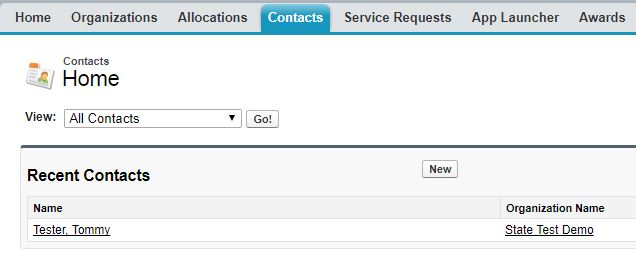 Home Organizations Allocations Contacts Service Requests App Launcher Awards
Contacts
Home
View: All Contacts Go!
Recent Contacts New
Name Organization Name
Tester, Tommy State Test Demo